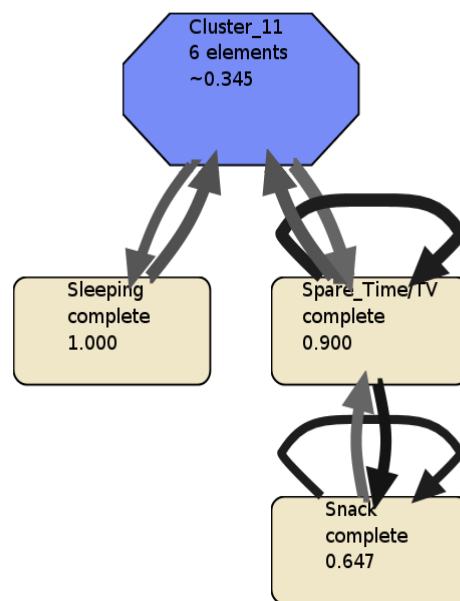 Cluster_11
6 elements
~0.345
Sleeping
complete
1.000
Spare_Time/TV
complete
0.900
Snack
complete
0.647